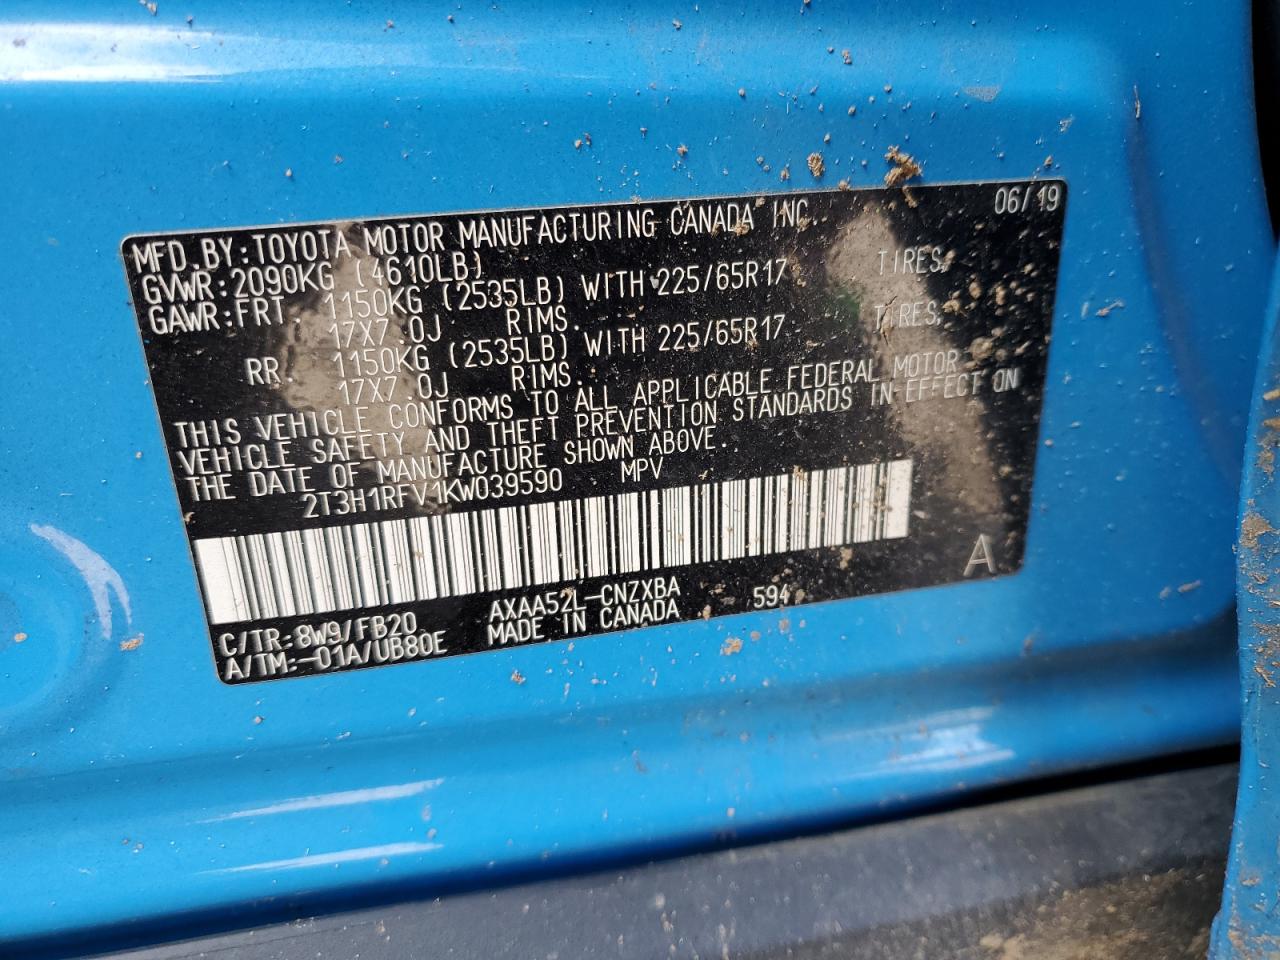 06/19
MFD.BY:TOYOTA MOTOR MANUFACTURING CANADA INC.
GVWR:2090KG (4610LB)
GAWR:FRT. 1150KG (2535LB) WITH 225/65R17 TIRES,
17X7.0J RIMS.
RR. 1150KG (2535LB) WITH 225/65R17 TIRES,
17X7.0J RIMS.
THIS VEHICLE CONFORMS TO ALL APPLICABLE FEDERAL MOTOR
VEHICLE SAFETY AND THEFT PREVENTION STANDARDS IN EFFECT ON
THE DATE OF MANUFACTURE SHOWN ABOVE.
2T3H1RFV1KW039590 MPV
A
C/TR:8W9/FB20 AXAA52L-CNZXBA 594
A/TM:-01A/UB80E MADE IN CANADA